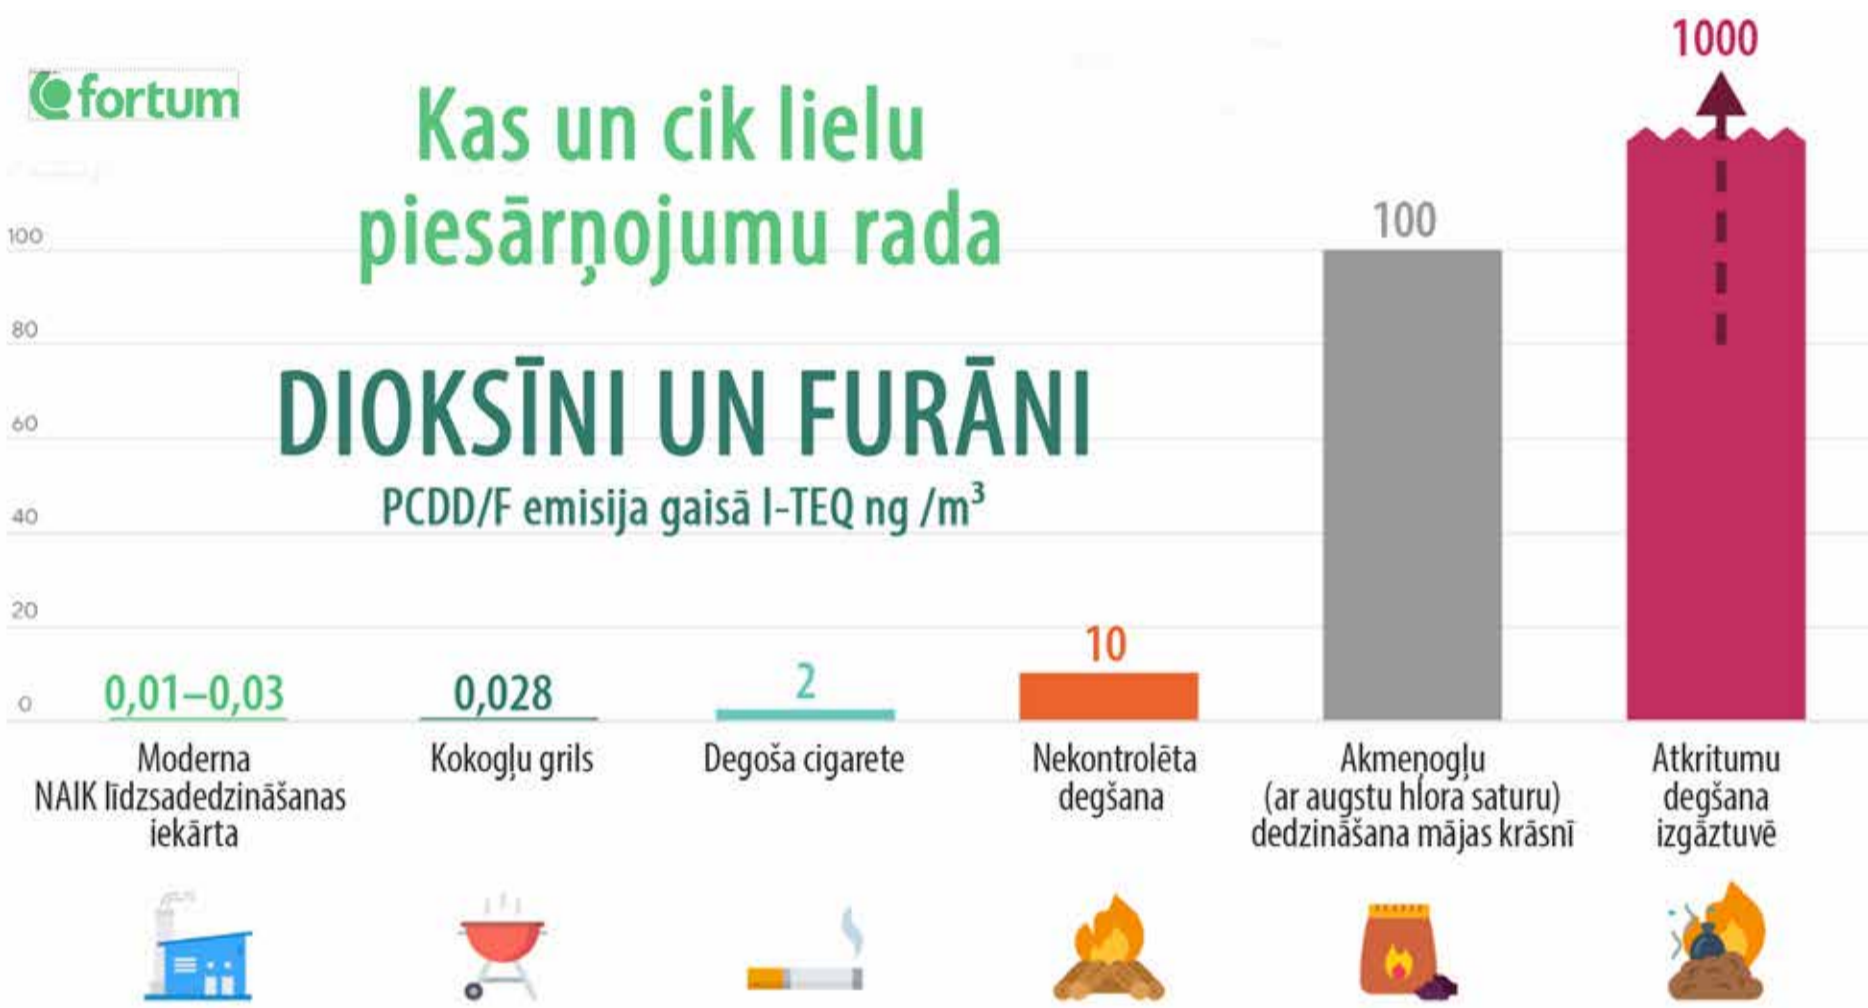 fortum
Kas un cik lielu
piesārņojumu rada
DIOKSĪNI UN FURĀNI
PCDD/F emisija gaisā I-TEQ ng /m³
100
80
60
40
20
0
0,01–0,03
0,028
2
10
100
1000
Moderna
NAIK līdzsadedzināšanas
iekārta
Kokogļu grils
Degoša cigarete
Nekontrolēta
degšana
Akmeņogļu
(ar augstu hlora saturu)
dedzināšana mājas krāsnī
Atkritumu
degšana
izgāztuvē